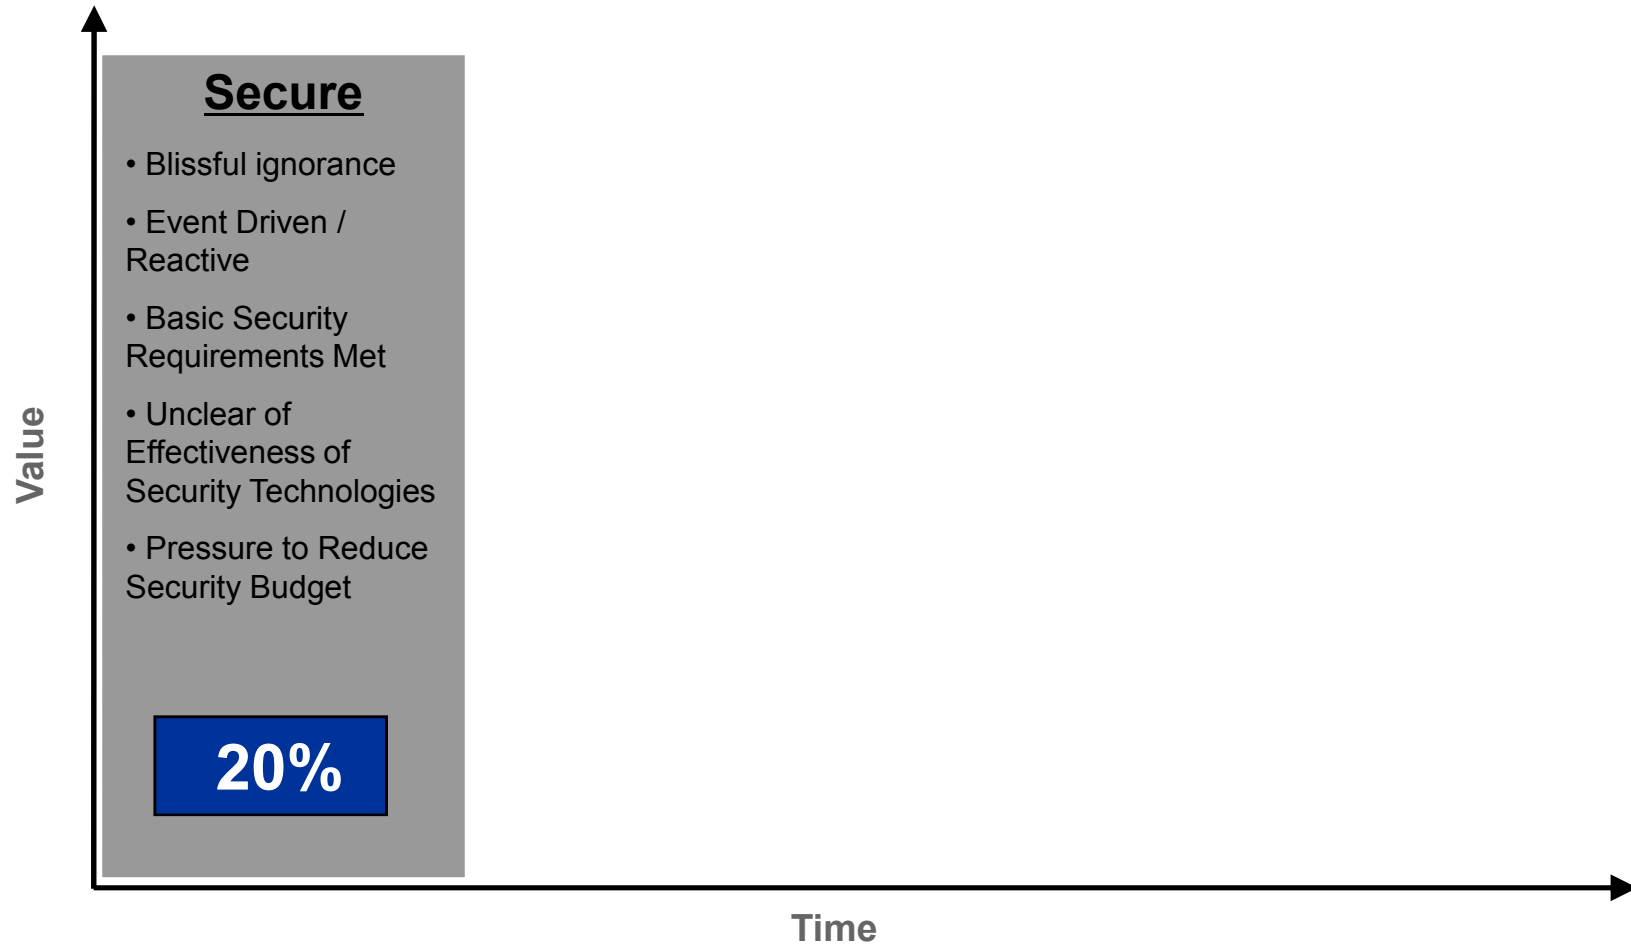 Secure
• Blissful ignorance
• Event Driven /
Reactive
• Basic Security
Requirements Met
• Unclear of
Effectiveness of
Security Technologies
• Pressure to Reduce
Security Budget
20%
Value
Time